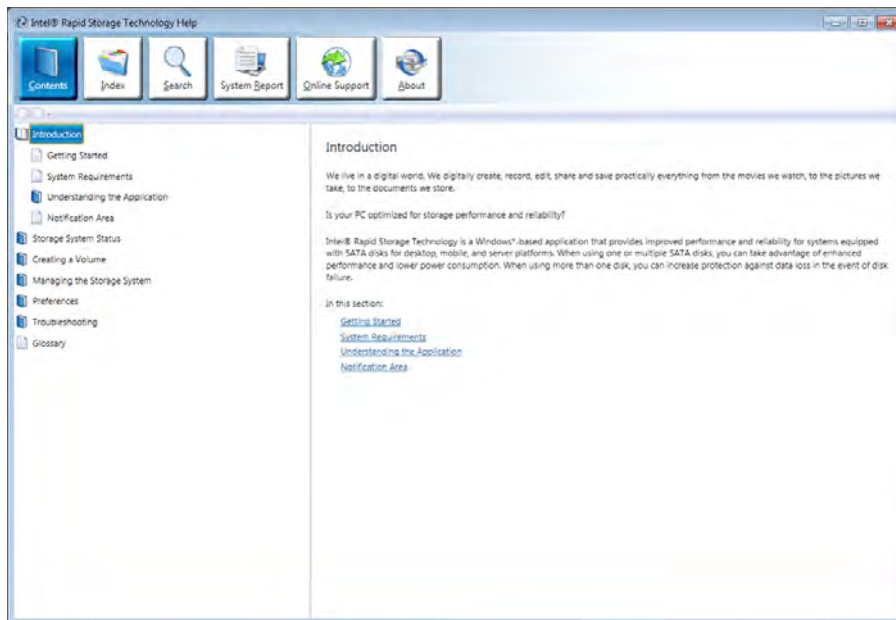 Intel® Rapid Storage Technology Help
Contents
Index
Search
System Report
Online Support
About
Introduction
Getting Started
System Requirements
Understanding the Application
Notification Area
Storage System Status
Creating a Volume
Managing the Storage System
Preferences
Troubleshooting
Glossary
Introduction
We live in a digital world. We digitally create, record, edit, share and save practically everything from the movies we watch, to the pictures we
take, to the documents we store.
Is your PC optimized for storage performance and reliability?
Intel® Rapid Storage Technology is a Windows*-based application that provides improved performance and reliability for systems equipped
with SATA disks for desktop, mobile, and server platforms. When using one or multiple SATA disks, you can take advantage of enhanced
performance and lower power consumption. When using more than one disk, you can increase protection against data loss in the event of disk
failure.
In this section:
Getting Started
System Requirements
Understanding the Application
Notification Area